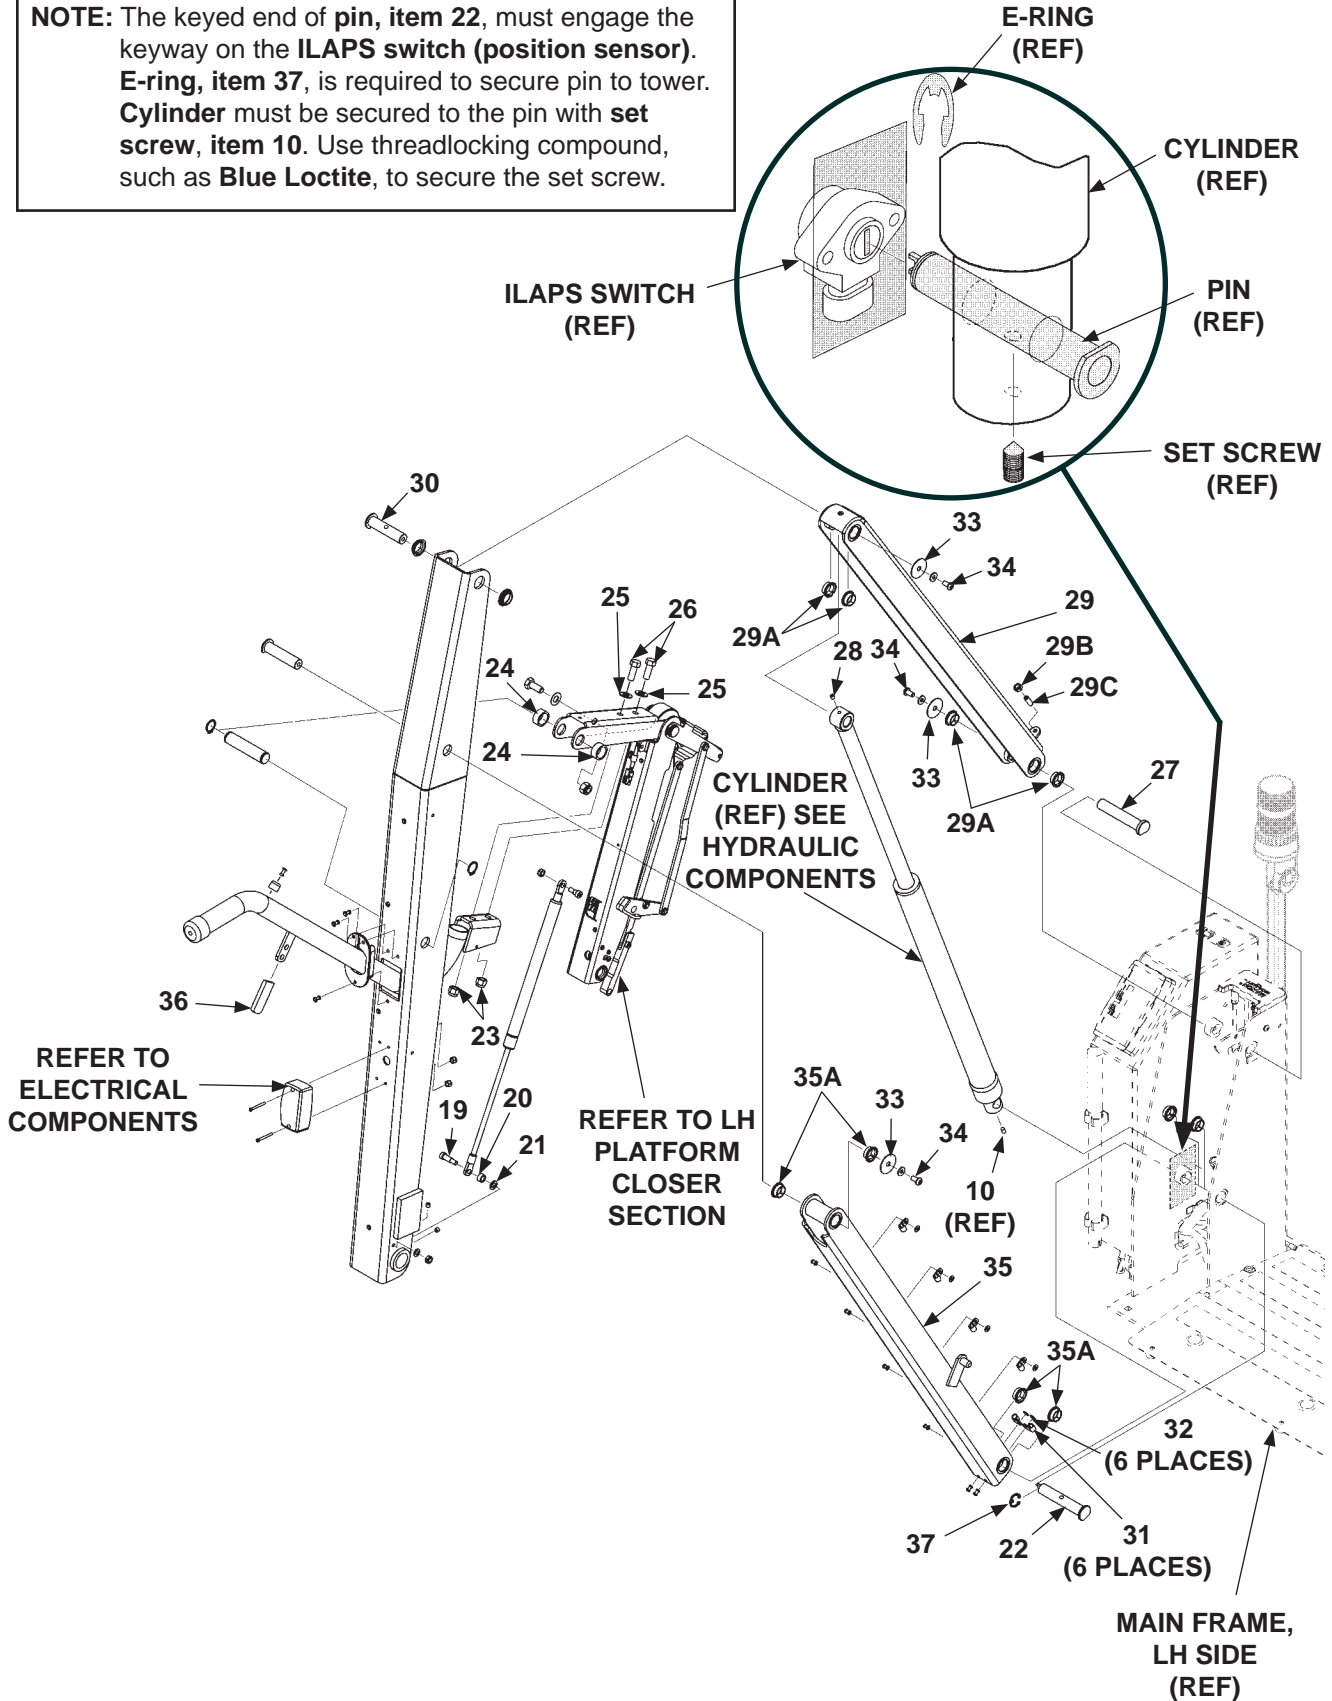 NOTE: The keyed end of pin, item 22, must engage the
keyway on the ILAPS switch (position sensor).
E-ring, item 37, is required to secure pin to tower.
Cylinder must be secured to the pin with set
screw, item 10. Use threadlocking compound,
such as Blue Loctite, to secure the set screw.
E-RING
(REF)
CYLINDER
(REF)
ILAPS SWITCH
(REF)
PIN
(REF)
SET SCREW
(REF)
30
33
34
25
26
29
29A
28
34
29B
24
25
29C
24
33
27
CYLINDER
(REF) SEE
HYDRAULIC
COMPONENTS
29A
36
23
REFER TO
ELECTRICAL
COMPONENTS
35A
19
20
33
21
REFER TO LH
PLATFORM
CLOSER
SECTION
34
10
(REF)
35
35A
32
(6 PLACES)
37
22
31
(6 PLACES)
MAIN FRAME,
LH SIDE
(REF)